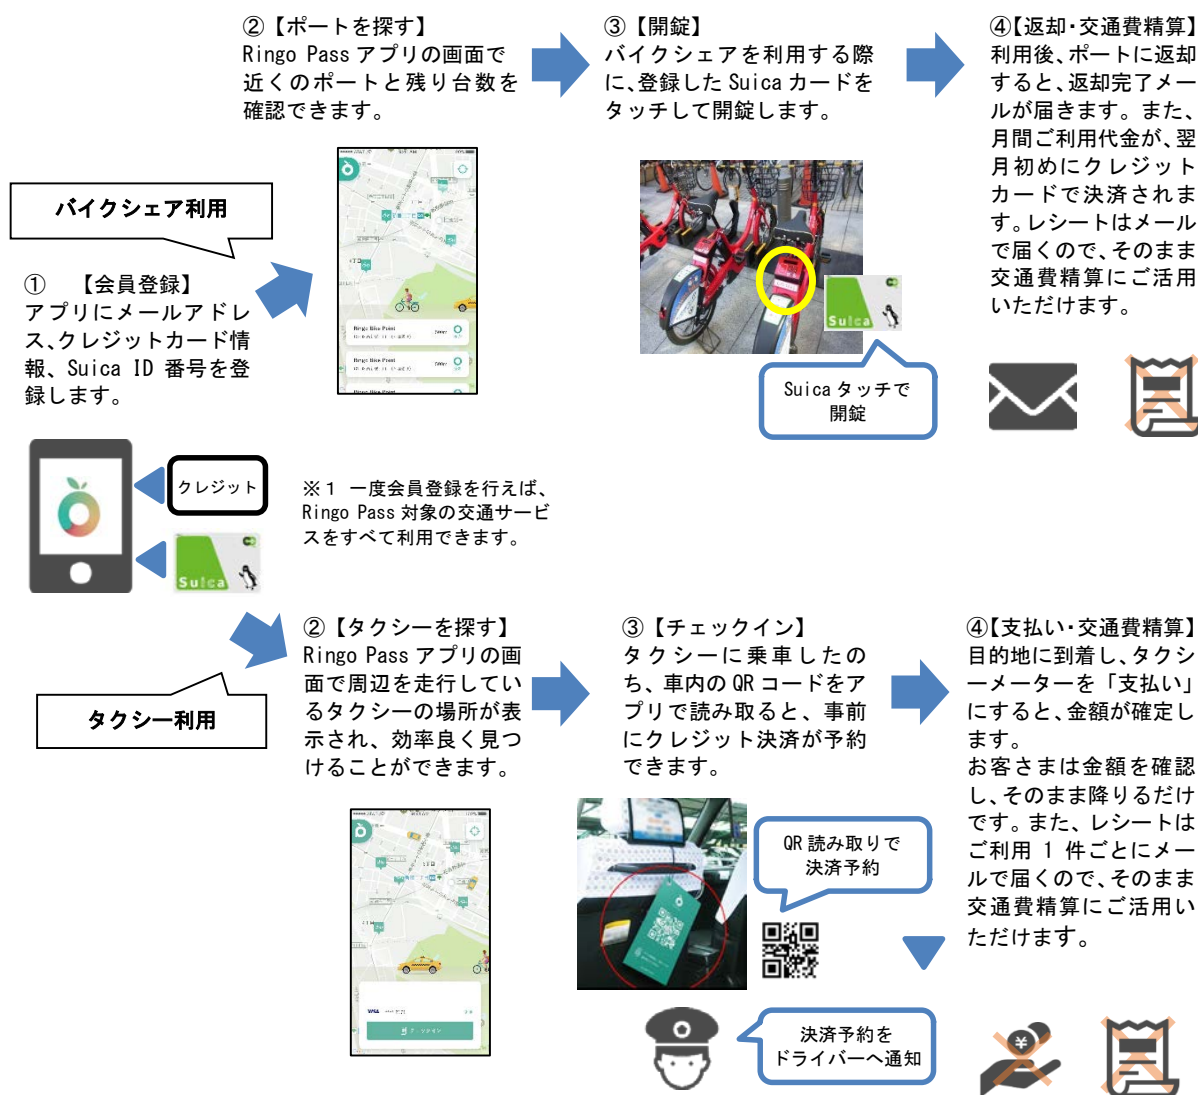 ②【ポートを探す】
Ringo Pass アプリの画面で
近くのポートと残り台数を
確認できます。
③【開錠】
バイクシェアを利用する際
に、登録した Suica カードを
タッチして開錠します。
④【返却・交通費精算】
利用後、ポートに返却
すると、返却完了メー
ルが届きます。また、
月間ご利用代金が、翌
月初めにクレジット
カードで決済されま
す。レシートはメール
で届くので、そのまま
交通費精算にご活用
いただけます。
バイクシェア利用
① 【会員登録】
アプリにメールアドレ
ス、クレジットカード情
報、Suica ID 番号を登
録します。
Ringo Bike Point
Ringo Bike Point
Suica
Suica タッチで
開錠
クレジット
Suica
※１ 一度会員登録を行えば、
Ringo Pass 対象の交通サービ
スをすべて利用できます。
タクシー利用
②【タクシーを探す】
Ringo Pass アプリの画
面で周辺を走行してい
るタクシーの場所が表
示され、効率良く見つ
けることができます。
③【チェックイン】
タクシーに乗車したの
ち、車内の QR コードをア
プリで読み取ると、事前
にクレジット決済が予約
できます。
④【支払い・交通費精算】
目的地に到着し、タクシ
ーメーターを「支払い」
にすると、金額が確定し
ます。
お客さまは金額を確認
し、そのまま降りるだけ
です。また、レシートは
ご利用 1 件ごとにメー
ルで届くので、そのまま
交通費精算にご活用い
ただけます。
VISA
チェックイン
QR 読み取りで
決済予約
決済予約を
ドライバーへ通知
¥